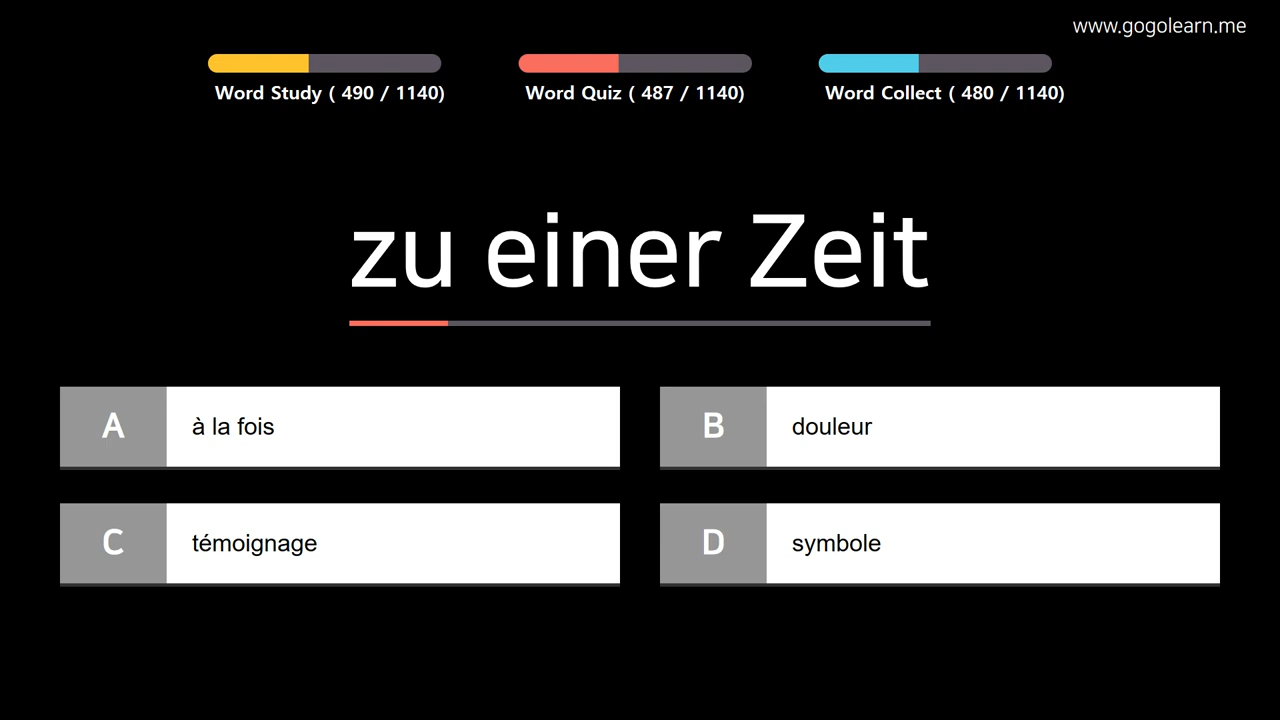 www.gogolearn.me
Word Study ( 490 / 1140)
Word Quiz ( 487 / 1140)
Word Collect ( 480 / 1140)
zu einer Zeit
A
à la fois
B
douleur
C
témoignage
D
symbole